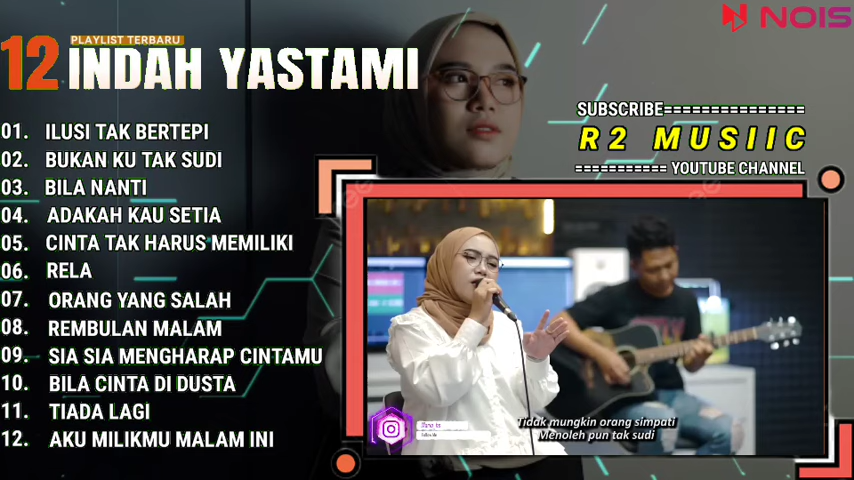 PLAYLIST TERBARU
12 INDAH YASTAMI
NOIS
01. ILUSI TAK BERTEPI
02. BUKAN KU TAK SUDI
03. BILA NANTI
04. ADAKAH KAU SETIA
05. CINTA TAK HARUS MEMILIKI
06. RELA
07. ORANG YANG SALAH
08. REMBULAN MALAM
09. SIA SIA MENGHARAP CINTAMU
10. BILA CINTA DI DUSTA
11. TIADA LAGI
12. AKU MILIKMU MALAM INI
SUBSCRIBE===============
R2 MUSIIC
=========== YOUTUBE CHANNEL
Tidak mungkin orang simpati
Menoleh pun tak sudi